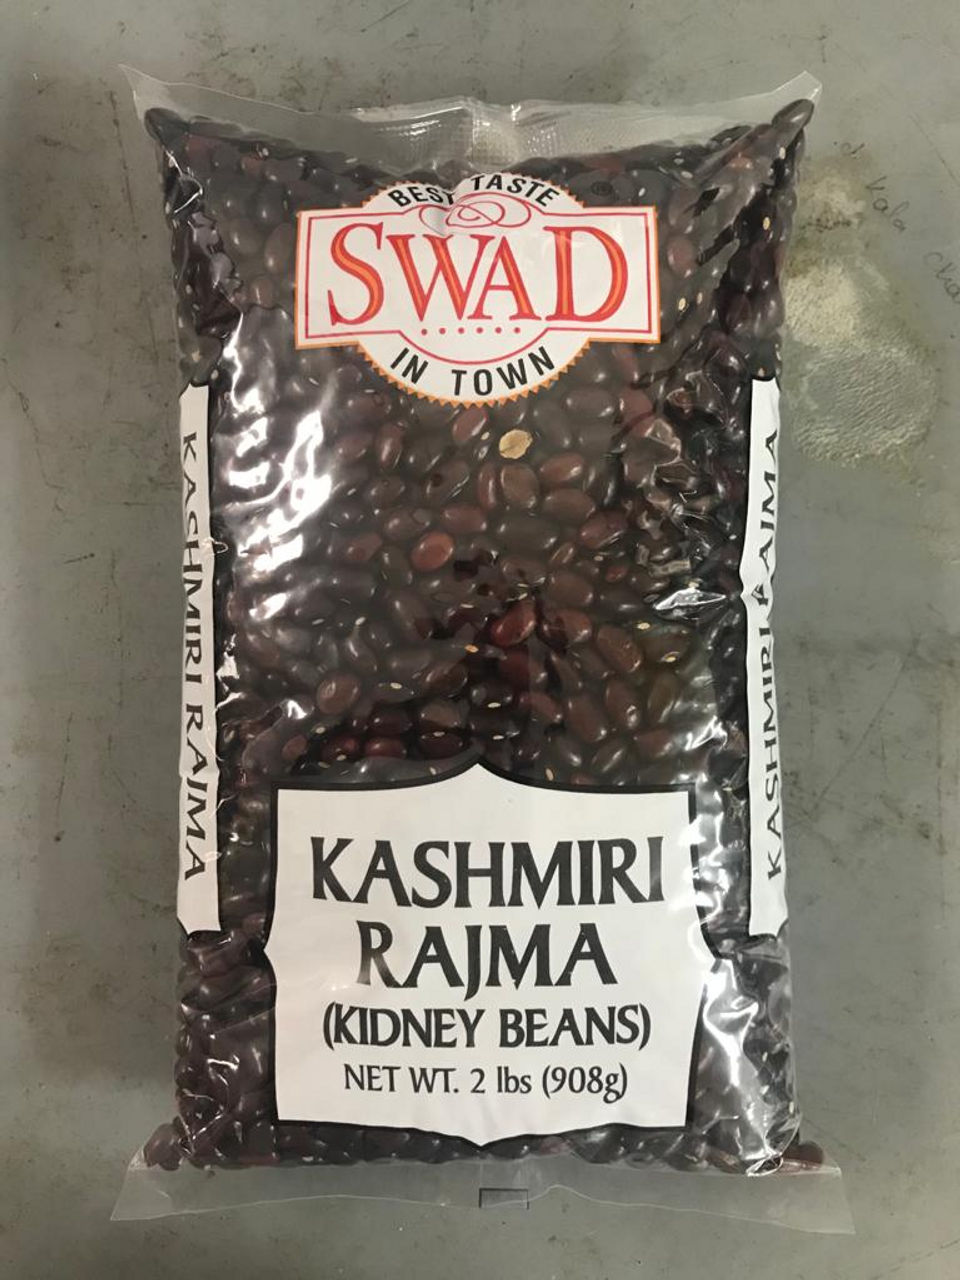 BEST TASTE
SWAD
IN TOWN
KASHMIRI RAJMA
KASHMIRI RAJMA
KASHMIRI
RAJMA
(KIDNEY BEANS)
NET WT. 2 lbs (908g)